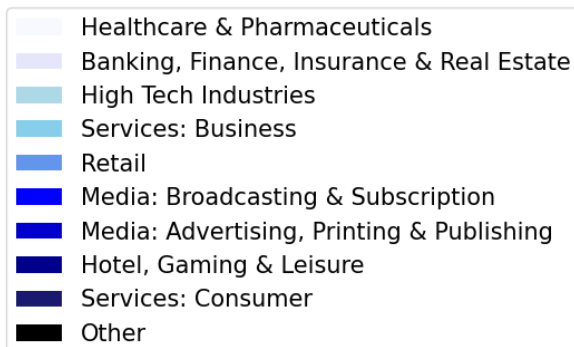 Healthcare & Pharmaceuticals
Banking, Finance, Insurance & Real Estate
High Tech Industries
Services: Business
Retail
Media: Broadcasting & Subscription
Media: Advertising, Printing & Publishing
Hotel, Gaming & Leisure
Services: Consumer
Other